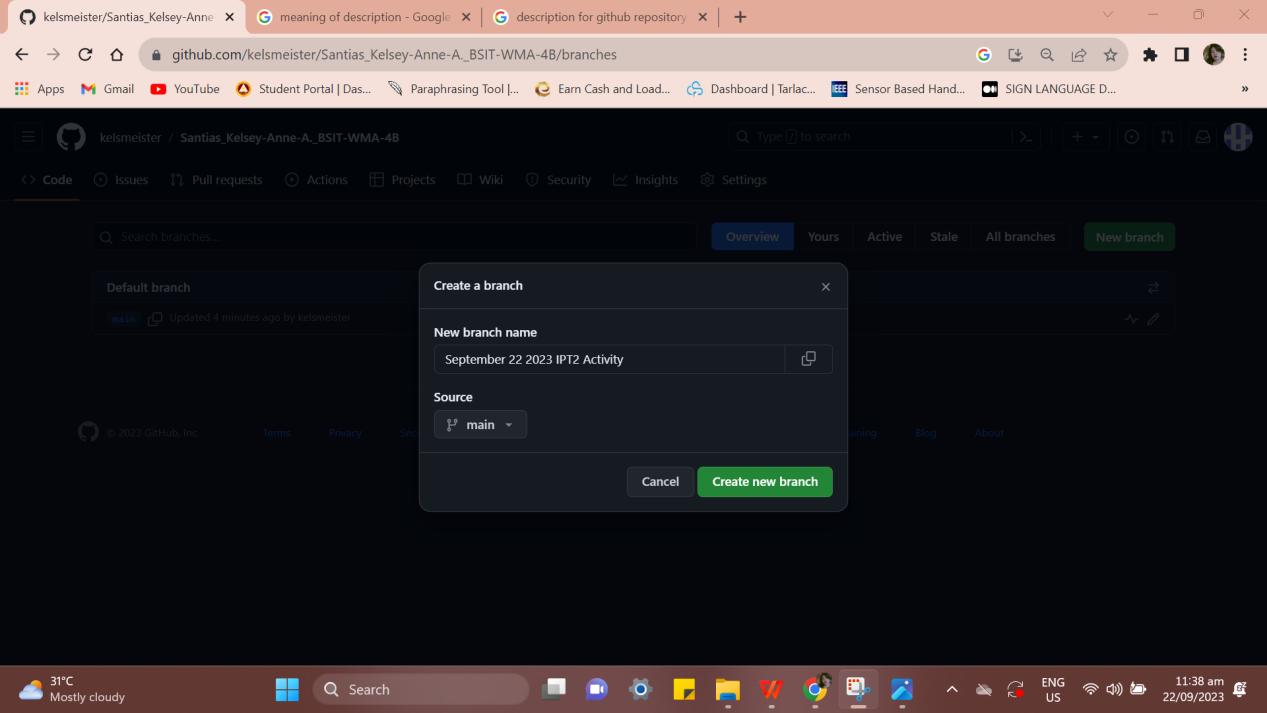 kelsmeister/Santias_Kelsey-Anne
meaning of description - Google
description for github repository
github.com/kelsmeister/Santias_Kelsey-Anne-A._BSIT-WMA-4B/branches
Apps Gmail YouTube Student Portal | Das... Paraphrasing Tool |... Earn Cash and Load... Dashboard | Tarlac... IEEE Sensor Based Hand... SIGN LANGUAGE D... »
kelsmeister / Santias_Kelsey-Anne-A._BSIT-WMA-4B Type / to search
Code Issues Pull requests Actions Projects Wiki Security Insights Settings
Search branches... Overview Yours Active Stale All branches New branch
Create a branch
Default branch
main Updated 4 minutes ago by kelsmeister
New branch name
September 22 2023 IPT2 Activity
Source
main
© 2023 GitHub, Inc. Terms Privacy Blog About
Cancel Create new branch
31°C
Mostly cloudy
Search
ENG
US
11:38 am
22/09/2023